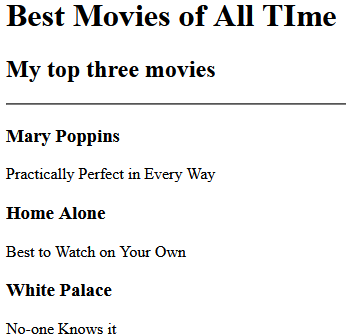 Best Movies of All TIme
My top three movies
Mary Poppins
Practically Perfect in Every Way
Home Alone
Best to Watch on Your Own
White Palace
No-one Knows it